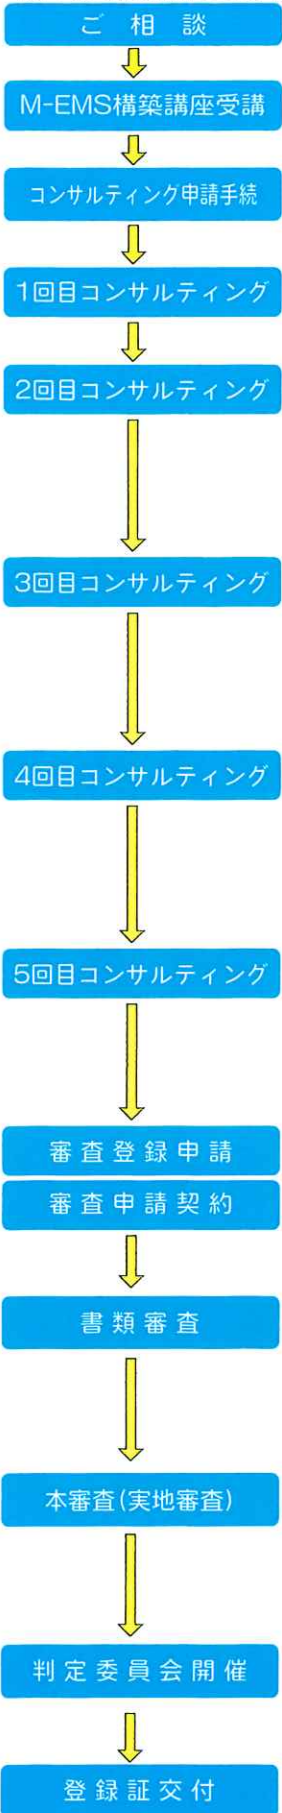 ご相談
M-EMS構築講座受講
コンサルティング申請手続
1回目コンサルティング
2回目コンサルティング
3回目コンサルティング
4回目コンサルティング
5回目コンサルティング
審査登録申請
審査申請契約
書類審査
本審査(実地審査)
判定委員会開催
登録証交付